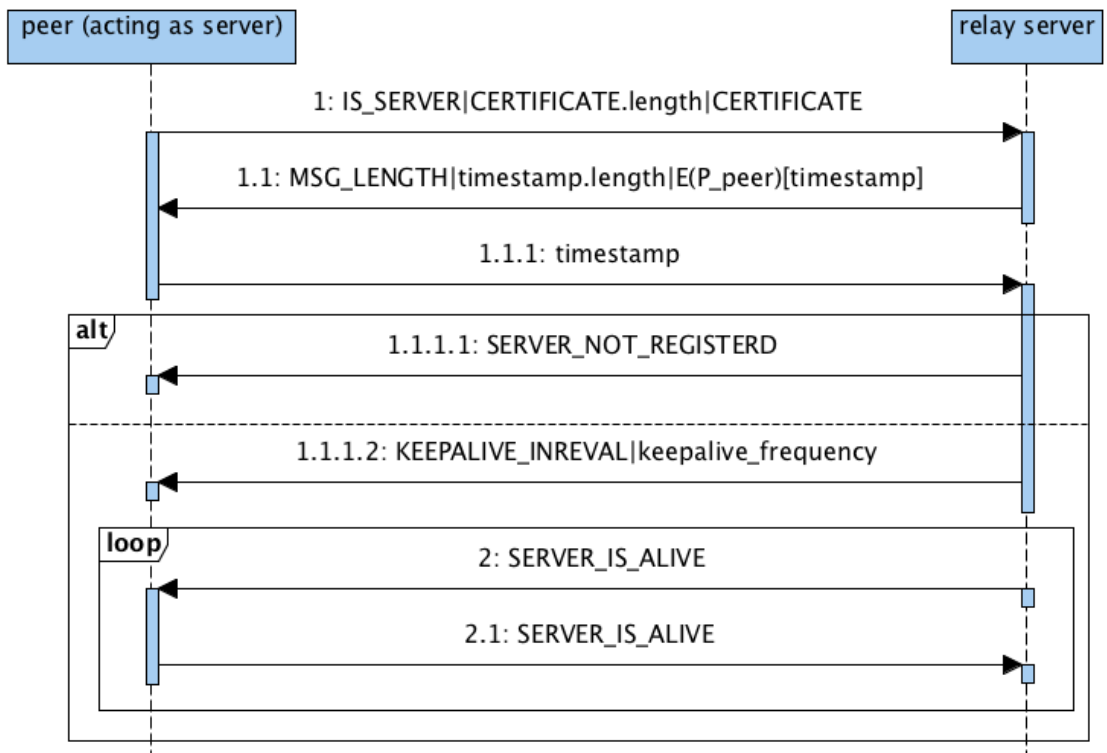 peer (acting as server)
relay server
1: IS_SERVER|CERTIFICATE.length|CERTIFICATE
1.1: MSG_LENGTH|timestamp.length|E(P_peer)[timestamp]
1.1.1: timestamp
alt
1.1.1.1: SERVER_NOT_REGISTERD
1.1.1.2: KEEPALIVE_INREVAL|keepalive_frequency
loop
2: SERVER_IS_ALIVE
2.1: SERVER_IS_ALIVE